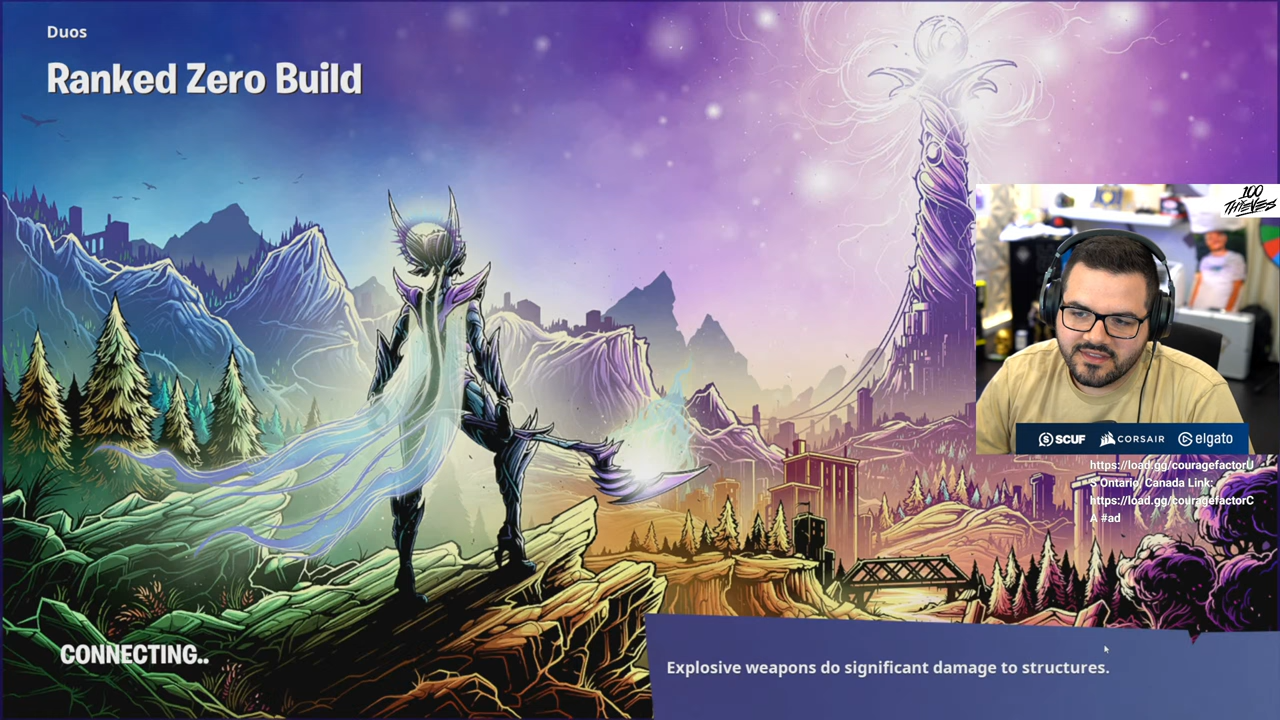 Duos
Ranked Zero Build
100
THIEVES
SCUF CORSAIR elgato
https://load.gg/couragefactorU
S Ontario, Canada Link:
https://load.gg/couragefactorC
A #ad
CONNECTING..
Explosive weapons do significant damage to structures.